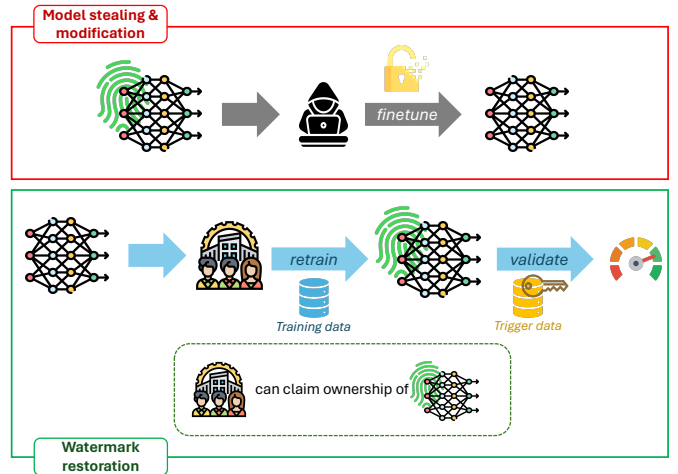 Model stealing &
modification
finetune
retrain
validate
Training data
Trigger data
can claim ownership of
Watermark
restoration